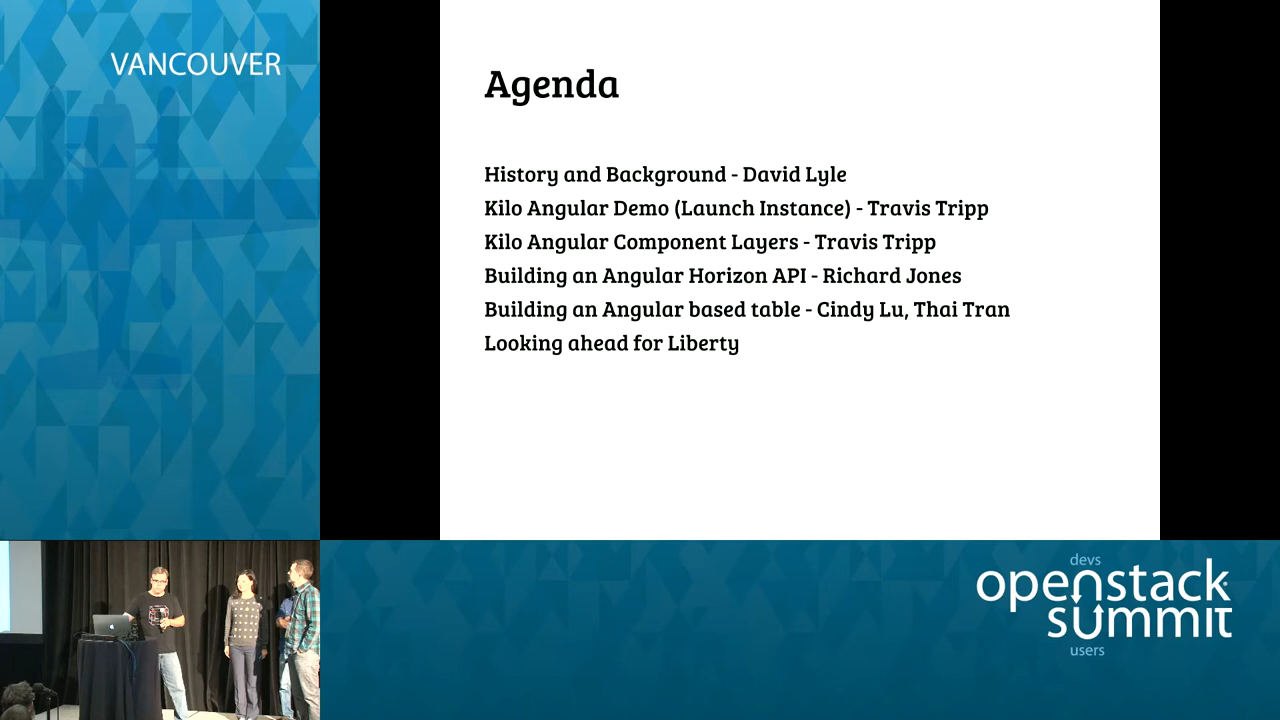 VANCOUVER
Agenda
History and Background - David Lyle
Kilo Angular Demo (Launch Instance) - Travis Tripp
Kilo Angular Component Layers - Travis Tripp
Building an Angular Horizon API - Richard Jones
Building an Angular based table - Cindy Lu, Thai Tran
Looking ahead for Liberty
devs
openstack
summit
users